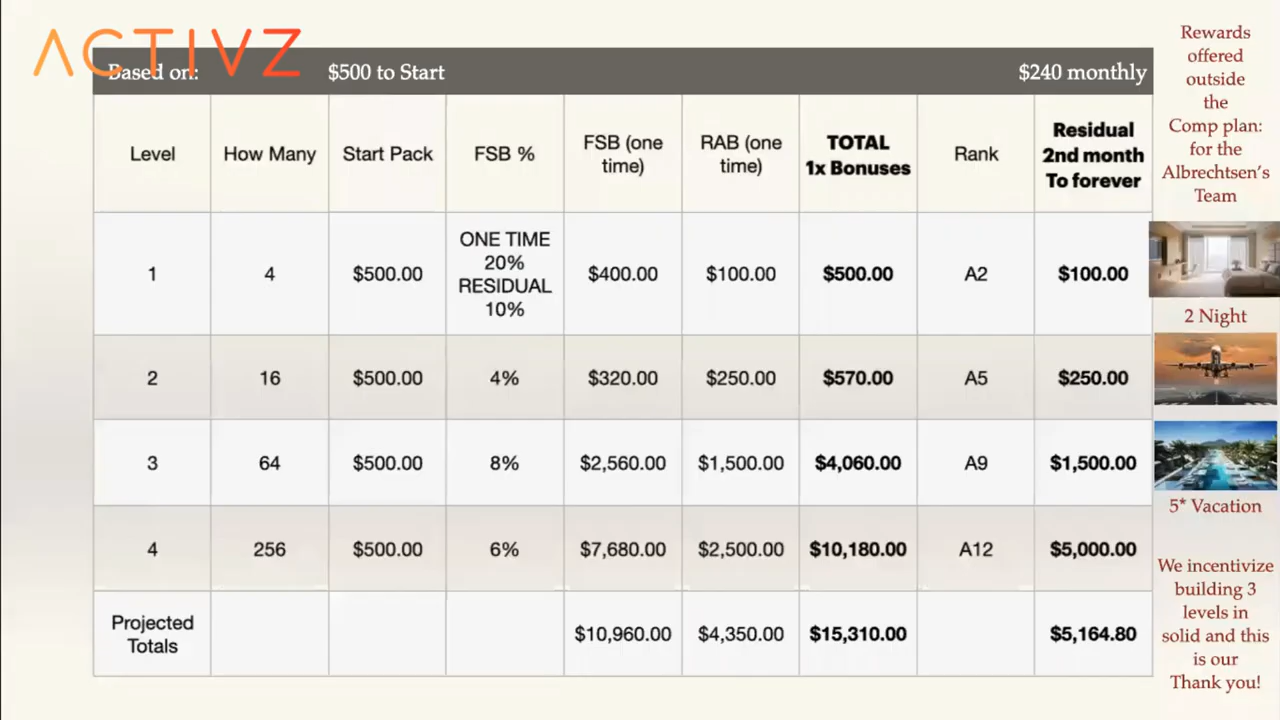 ACTIVZ
Based on: $500 to Start $240 monthly
Level How Many Start Pack FSB % FSB (one time) RAB (one time) TOTAL 1x Bonuses Rank Residual 2nd month To forever
1 4 $500.00 ONE TIME 20% RESIDUAL 10% $400.00 $100.00 $500.00 A2 $100.00
2 16 $500.00 4% $320.00 $250.00 $570.00 A5 $250.00
3 64 $500.00 8% $2,560.00 $1,500.00 $4,060.00 A9 $1,500.00
4 256 $500.00 6% $7,680.00 $2,500.00 $10,180.00 A12 $5,000.00
Projected Totals $10,960.00 $4,350.00 $15,310.00 $5,164.80
Rewards
offered
outside
the
Comp plan:
for the
Albrechtsen's
Team
2 Night
5* Vacation
We incentivize
building 3
levels in
solid and this
is our
Thank you!